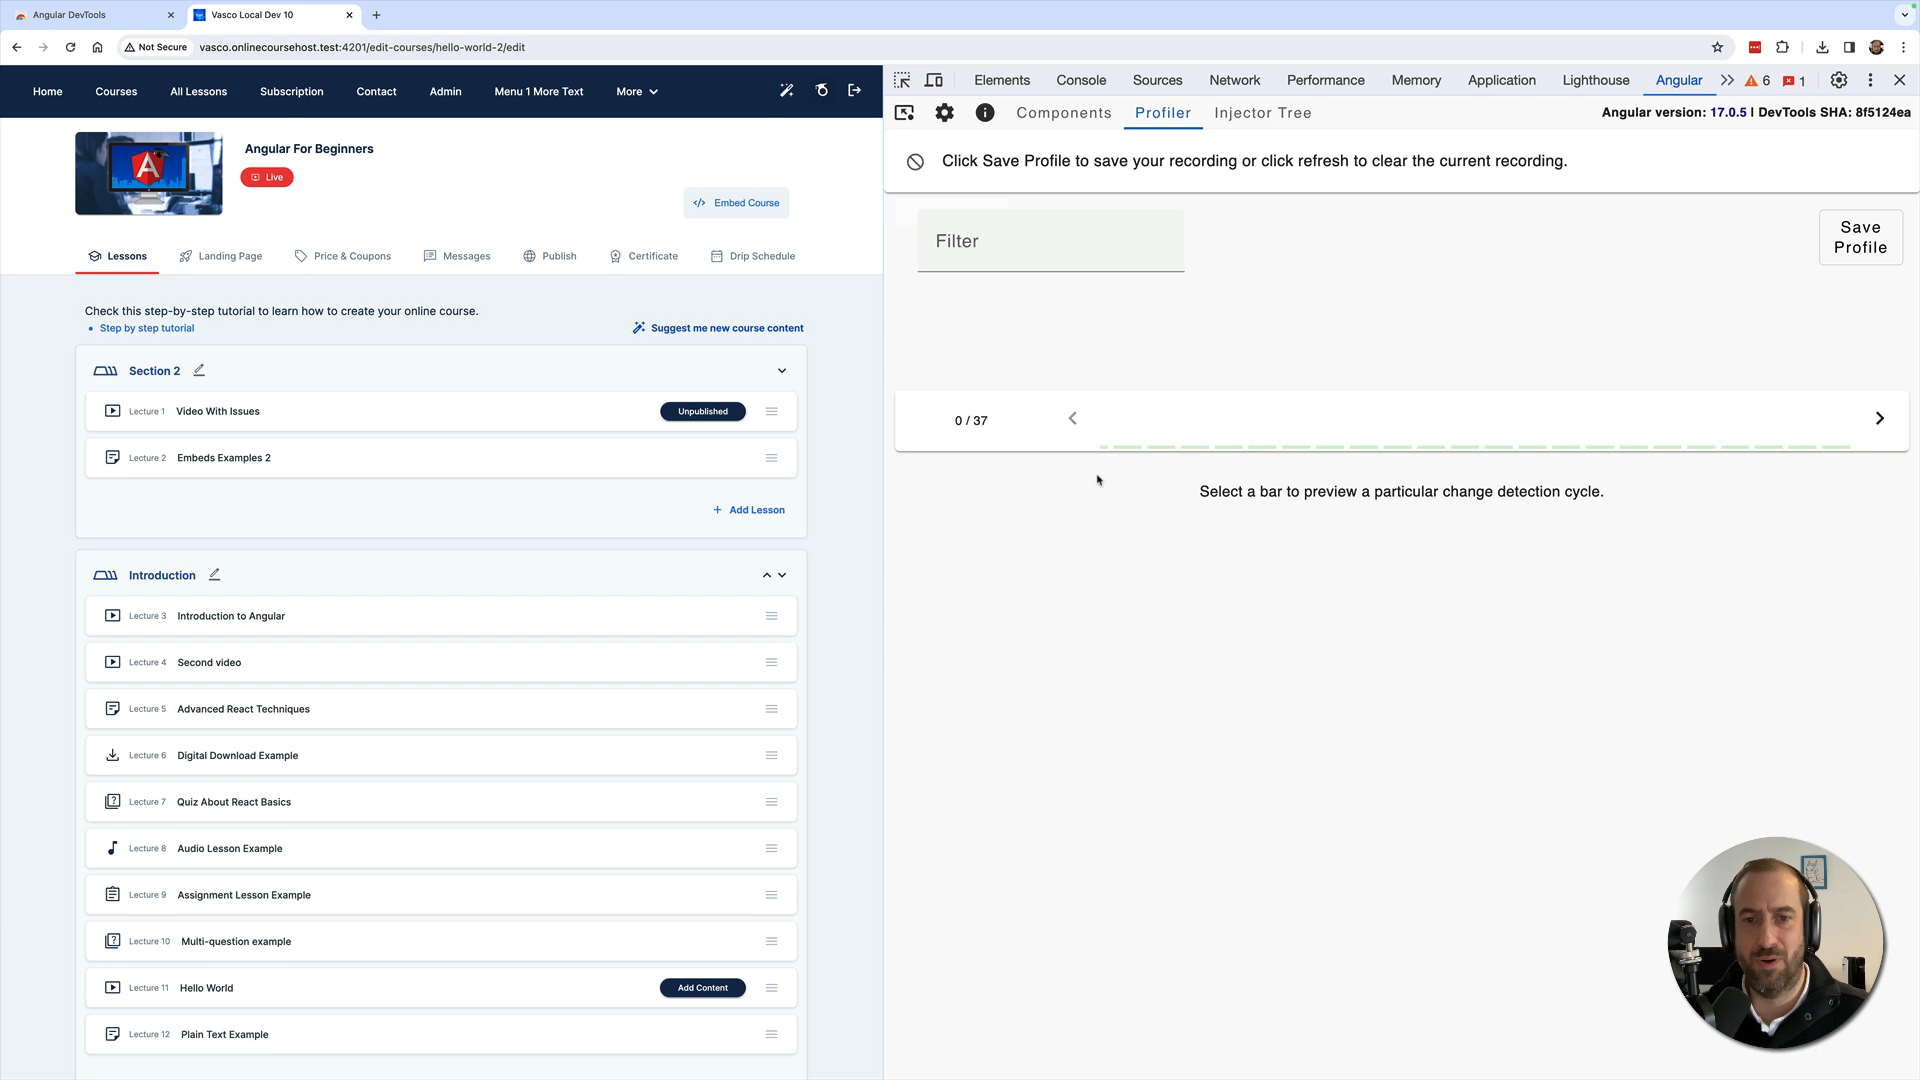 Angular DevTools
Vasco Local Dev 10
Not Secure
vasco.onlinecoursehost.test:4201/edit-courses/hello-world-2/edit
Home
Courses
All Lessons
Subscription
Contact
Admin
Menu 1 More Text
More
Elements
Console
Sources
Network
Performance
Memory
Application
Lighthouse
Angular
6
1
Components
Profiler
Injector Tree
Angular version: 17.0.5 | DevTools SHA: 8f5124ea
Click Save Profile to save your recording or click refresh to clear the current recording.
Filter
Save
Profile
0 / 37
Select a bar to preview a particular change detection cycle.
Angular For Beginners
Live
</> Embed Course
Lessons
Landing Page
Price & Coupons
Messages
Publish
Certificate
Drip Schedule
Check this step-by-step tutorial to learn how to create your online course.
• Step by step tutorial
Suggest me new course content
Section 2
Lecture 1 Video With Issues
Unpublished
Lecture 2 Embeds Examples 2
+ Add Lesson
Introduction
Lecture 3 Introduction to Angular
Lecture 4 Second video
Lecture 5 Advanced React Techniques
Lecture 6 Digital Download Example
Lecture 7 Quiz About React Basics
Lecture 8 Audio Lesson Example
Lecture 9 Assignment Lesson Example
Lecture 10 Multi-question example
Lecture 11 Hello World
Add Content
Lecture 12 Plain Text Example